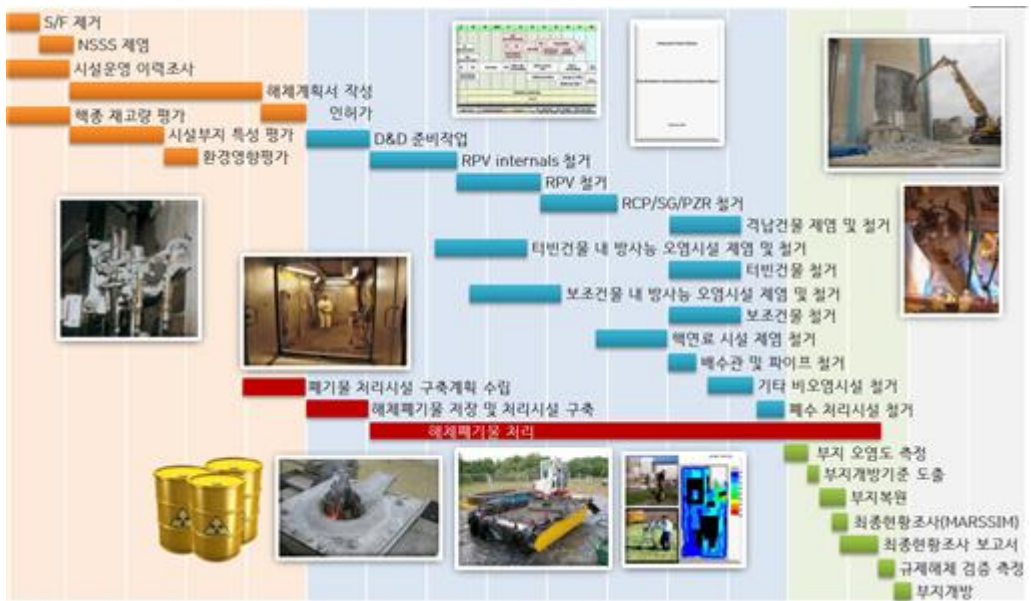 S/F 제거
NSSS 제염
시설운영 이력조사
해체계획서 작성
핵종 재고량 평가
인허가
시설부지 특성 평가
D&D 준비작업
환경영향평가
RPV internals 철거
RPV 철거
RCP/SG/PZR 철거
격납건물 제염 및 철거
터빈건물 내 방사능 오염시설 제염 및 철거
터빈건물 철거
보조건물 내 방사능 오염시설 제염 및 철거
보조건물 철거
핵연료 시설 제염 철거
배수관 및 파이프 철거
폐기물 처리시설 구축계획 수립
기타 비오염시설 철거
해체폐기물 저장 및 처리시설 구축
폐수 처리시설 철거
해체폐기물 처리
부지 오염도 측정
부지개방기준 도출
부지복원
최종현황조사(MARSSIM)
최종현황조사 보고서
규제해제 검증 측정
부지개방